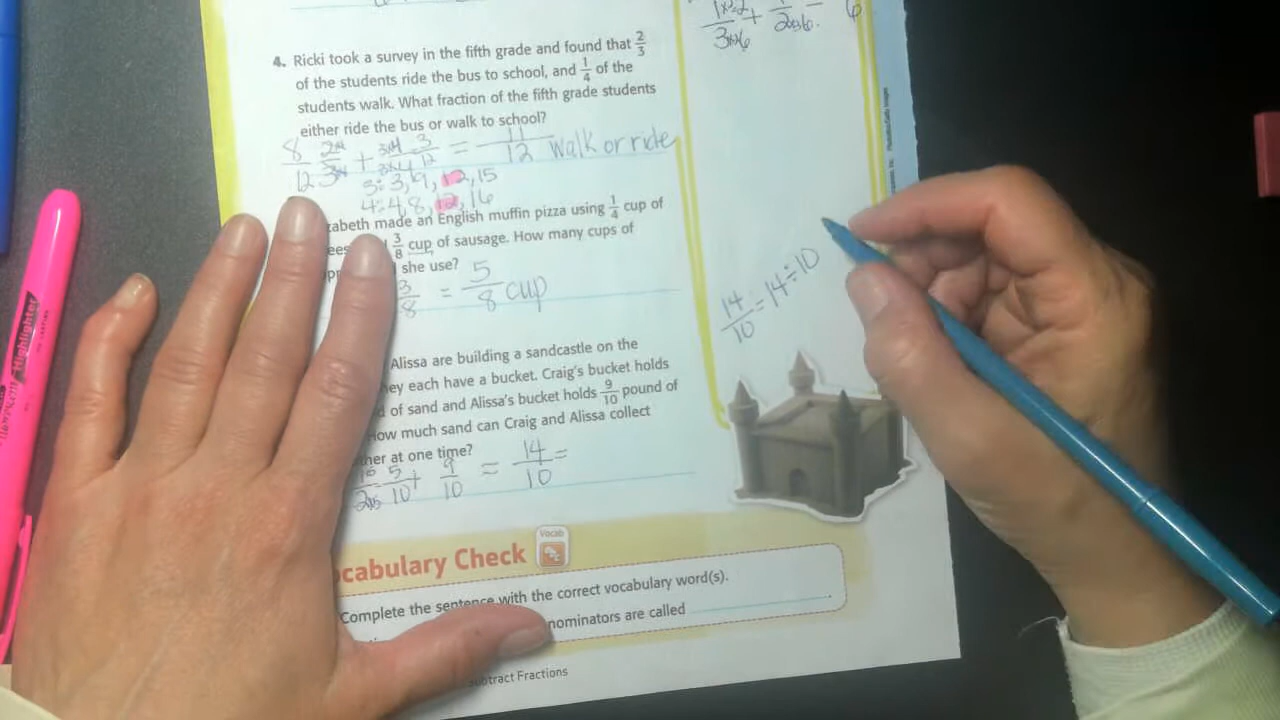 4. Ricki took a survey in the fifth grade and found that 2/3
of the students ride the bus to school, and 1/4 of the
students walk. What fraction of the fifth grade students
either ride the bus or walk to school?
8/12 + 3/12 = 11/12 walk or ride
3: 3, 9, 12, 15
4: 4, 8, 12, 16
abeth made an English muffin pizza using 1/4 cup of
3/8 cup of sausage. How many cups of
she use?
3/8 = 5/8 cup
Alissa are building a sandcastle on the
hey each have a bucket. Craig's bucket holds
d of sand and Alissa's bucket holds 9/10 pound of
How much sand can Craig and Alissa collect
her at one time?
5/10 + 9/10 = 14/10 =
14/10 = 14 ÷ 10
Vocab
ocabulary Check
Complete the sentence with the correct vocabulary word(s).
nominators are called
.
btract Fractions
Highlighter